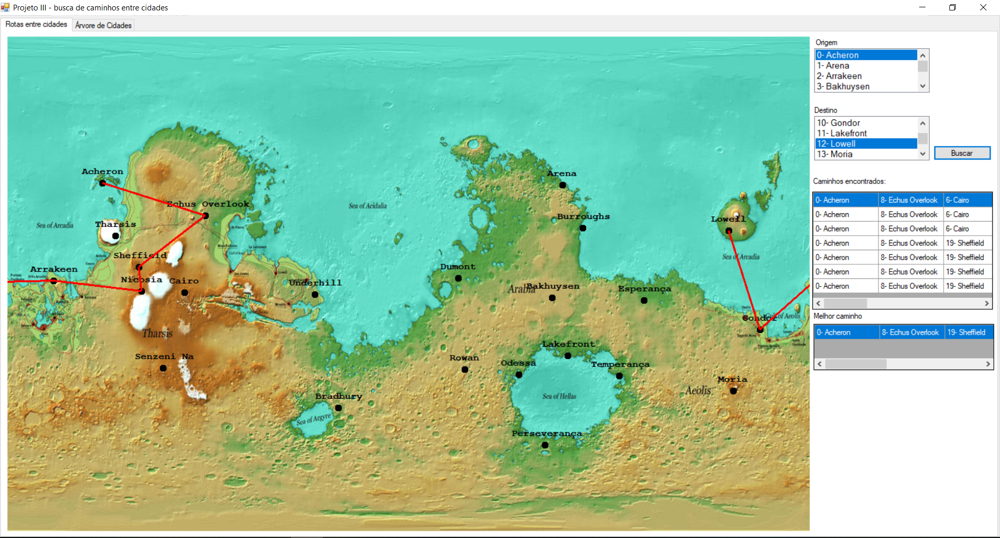 Projeto III - busca de caminhos entre cidades
Rotas entre cidades
Árvore de Cidades
Acheron
Echus Overlook
Sea of Arcadia
Tharsis
Sheffield
Arrakeen
Nicosia
Cairo
Underhill
Tharsis
Senzeni Na
Bradbury
Sea of Argyre
Sea of Acidalia
Arena
Burroughs
Dumont
Arabia
Bakhuysen
Esperança
Lowell
Sea of Arcadia
Gondor
Gulf of Aeolis
Rowan
Lakefront
Odessa
Temperança
Sea of Hellas
Perseverança
Moria
Aeolis
Origem
0- Acheron
1- Arena
2- Arrakeen
3- Bakhuysen
Destino
10- Gondor
11- Lakefront
12- Lowell
13- Moria
Buscar
Caminhos encontrados:
0- Acheron 8- Echus Overlook 6- Cairo
0- Acheron 8- Echus Overlook 6- Cairo
0- Acheron 8- Echus Overlook 6- Cairo
0- Acheron 8- Echus Overlook 19- Sheffield
0- Acheron 8- Echus Overlook 19- Sheffield
0- Acheron 8- Echus Overlook 19- Sheffield
0- Acheron 8- Echus Overlook 19- Sheffield
Melhor caminho
0- Acheron 8- Echus Overlook 19- Sheffield